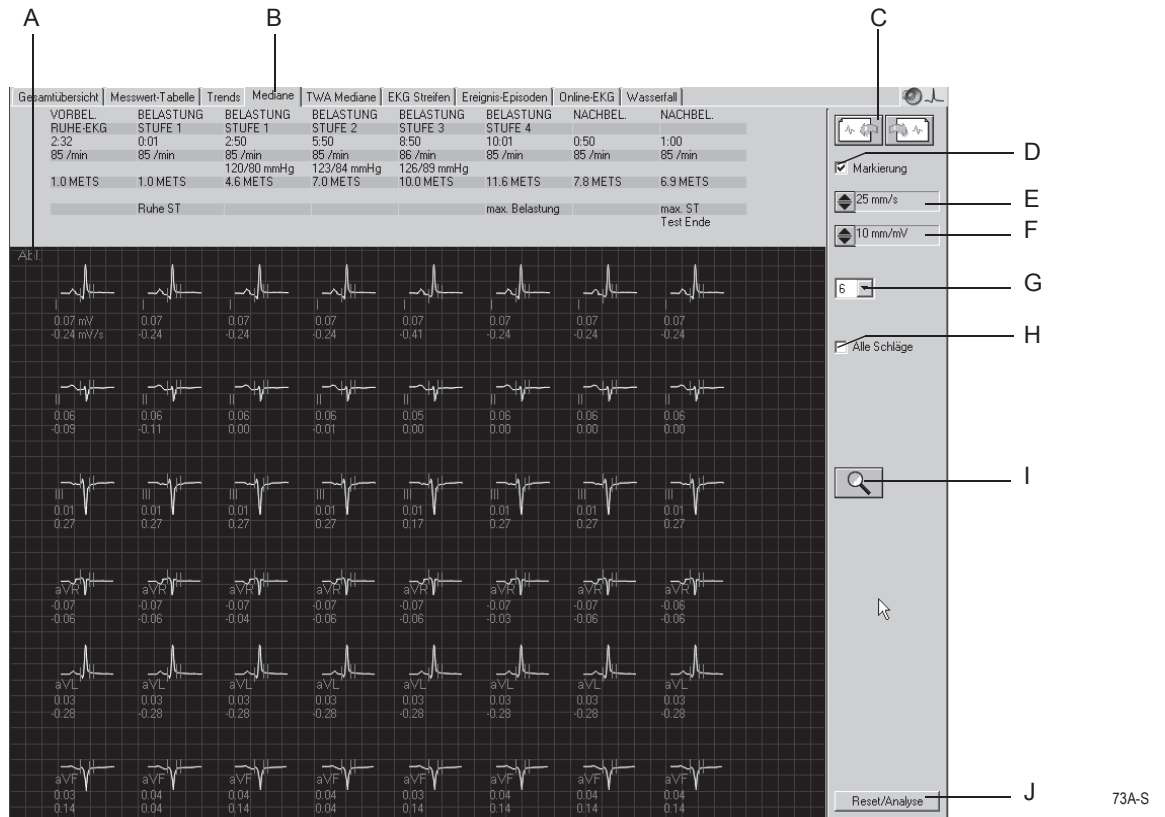 A B C
Gesamtübersicht Messwert-Tabelle Trends Mediane TWA Mediane EKG Streifen Ereignis-Episoden Online-EKG Wasserfall
VORBEL. BELASTUNG BELASTUNG BELASTUNG BELASTUNG BELASTUNG NACHBEL. NACHBEL.
RUHE-EKG STUFE 1 STUFE 1 STUFE 2 STUFE 3 STUFE 4
2:32 0:01 2:50 5:50 8:50 10:01 0:50 1:00
85 /min 85 /min 85 /min 85 /min 86 /min 85 /min 85 /min 85 /min
120/80 mmHg 123/84 mmHg 126/89 mmHg
1.0 METS 1.0 METS 4.6 METS 7.0 METS 10.0 METS 11.6 METS 7.8 METS 6.9 METS
Ruhe ST max. Belastung max. ST
Test Ende
Markierung D
25 mm/s E
10 mm/mV F
6 G
Alle Schläge H
I
Reset/Analyse J
73A-S
Abl.
I I I I I I I I
0.07 mV 0.07 0.07 0.07 0.07 0.07 0.07 0.07
-0.24 mV/s -0.24 -0.24 -0.24 -0.41 -0.24 -0.24 -0.24
II II II II II II II II
0.06 0.06 0.06 0.06 0.05 0.06 0.06 0.06
-0.09 -0.11 0.00 -0.01 0.00 0.00 0.00 0.00
III III III III III III III III
0.01 0.01 0.01 0.01 0.01 0.01 0.01 0.01
0.27 0.27 0.27 0.27 0.17 0.27 0.27 0.27
aVR aVR aVR aVR aVR aVR aVR aVR
-0.07 -0.07 -0.07 -0.07 -0.07 -0.07 -0.07 -0.06
-0.06 -0.06 -0.04 -0.06 -0.06 -0.03 -0.06 -0.06
aVL aVL aVL aVL aVL aVL aVL aVL
0.03 0.03 0.03 0.03 0.03 0.03 0.03 0.03
-0.28 -0.28 -0.28 -0.28 -0.28 -0.28 -0.28 -0.28
aVF aVF aVF aVF aVF aVF aVF aVF
0.03 0.04 0.04 0.04 0.03 0.04 0.04 0.04
0.14 0.14 0.14 0.14 0.14 0.14 0.14 0.14